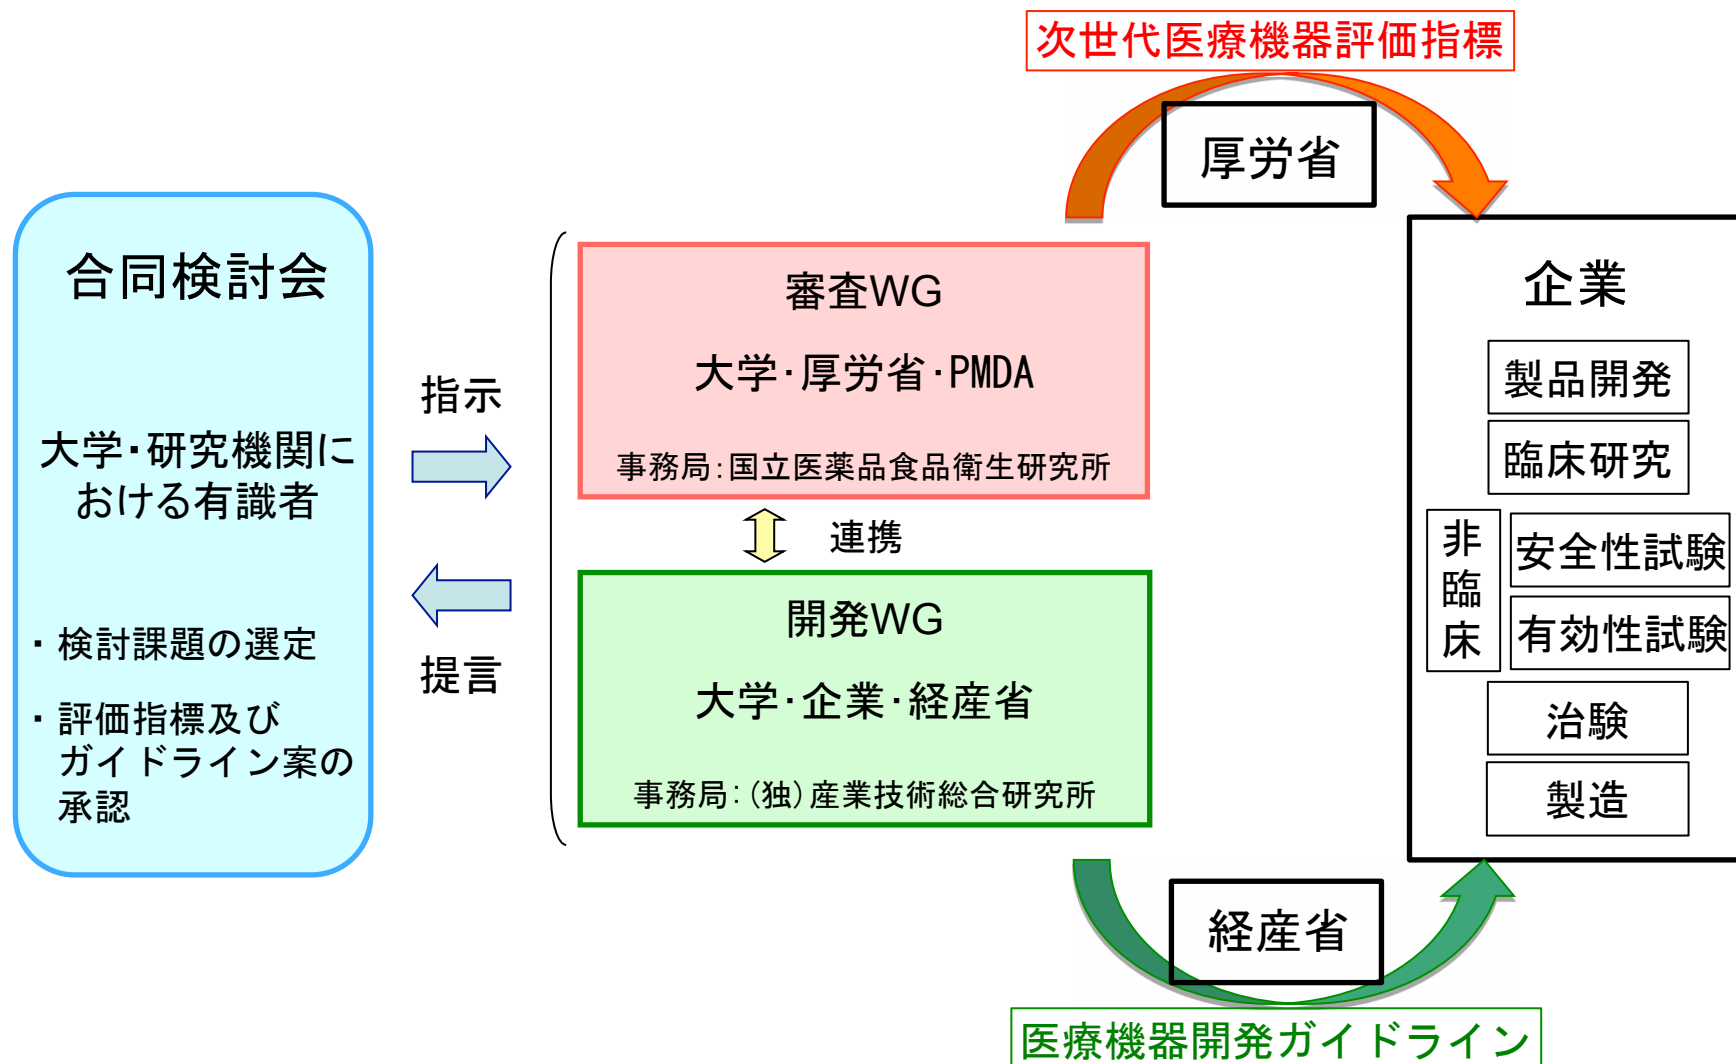 次世代医療機器評価指標
厚労省
合同検討会
大学・研究機関に
おける有識者
・検討課題の選定
・評価指標及び
ガイドライン案の
承認
指示
提言
審査WG
大学・厚労省・PMDA
事務局：国立医薬品食品衛生研究所
連携
開発WG
大学・企業・経産省
事務局：（独）産業技術総合研究所
企業
製品開発
臨床研究
非臨床
安全性試験
有効性試験
治験
製造
経産省
医療機器開発ガイドライン